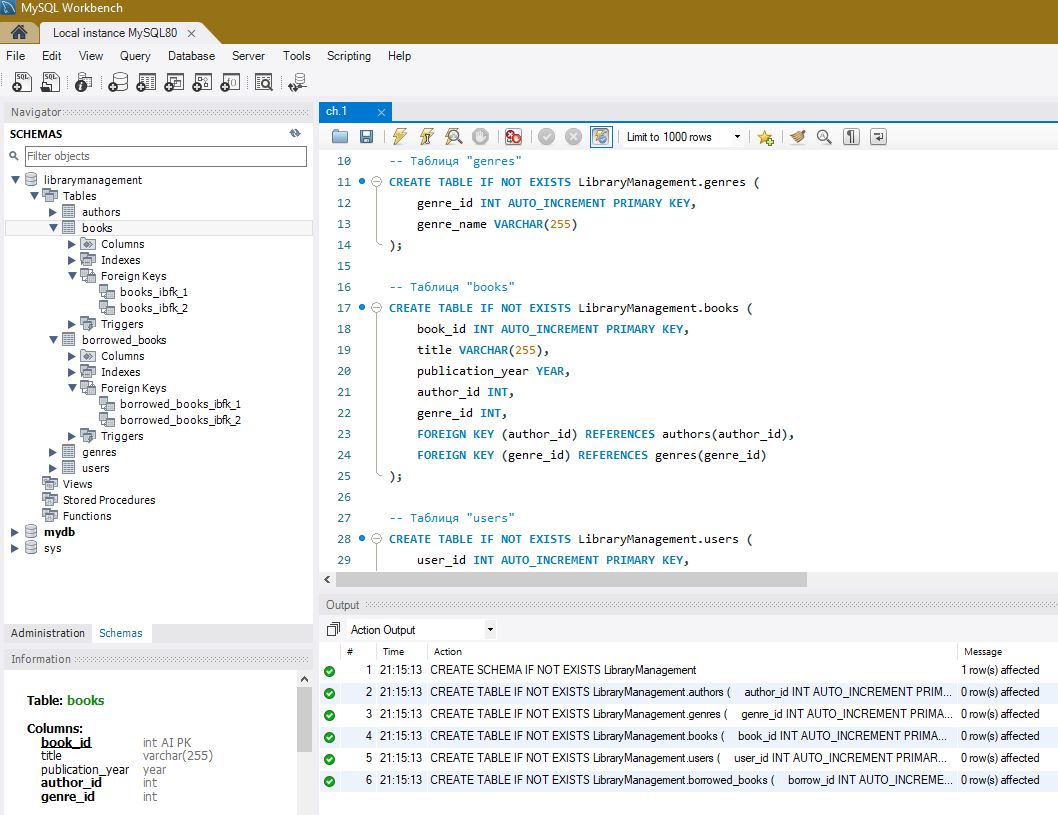 MySQL Workbench
Local instance MySQL80 ×
File Edit View Query Database Server Tools Scripting Help
Navigator
SCHEMAS
Filter objects
librarymanagement
Tables
authors
books
Columns
Indexes
Foreign Keys
books_ibfk_1
books_ibfk_2
Triggers
borrowed_books
Columns
Indexes
Foreign Keys
borrowed_books_ibfk_1
borrowed_books_ibfk_2
Triggers
genres
users
Views
Stored Procedures
Functions
mydb
sys
Administration Schemas
Information
Table: books
Columns:
book_id int AI PK
title varchar(255)
publication_year year
author_id int
genre_id int
ch.1 ×
Limit to 1000 rows
10 -- Таблиця "genres"
11 CREATE TABLE IF NOT EXISTS LibraryManagement.genres (
12 genre_id INT AUTO_INCREMENT PRIMARY KEY,
13 genre_name VARCHAR(255)
14 );
15
16 -- Таблиця "books"
17 CREATE TABLE IF NOT EXISTS LibraryManagement.books (
18 book_id INT AUTO_INCREMENT PRIMARY KEY,
19 title VARCHAR(255),
20 publication_year YEAR,
21 author_id INT,
22 genre_id INT,
23 FOREIGN KEY (author_id) REFERENCES authors(author_id),
24 FOREIGN KEY (genre_id) REFERENCES genres(genre_id)
25 );
26
27 -- Таблиця "users"
28 CREATE TABLE IF NOT EXISTS LibraryManagement.users (
29 user_id INT AUTO_INCREMENT PRIMARY KEY,
Output
Action Output
# Time Action Message
1 21:15:13 CREATE SCHEMA IF NOT EXISTS LibraryManagement 1 row(s) affected
2 21:15:13 CREATE TABLE IF NOT EXISTS LibraryManagement.authors ( author_id INT AUTO_INCREMENT PRIM... 0 row(s) affected
3 21:15:13 CREATE TABLE IF NOT EXISTS LibraryManagement.genres ( genre_id INT AUTO_INCREMENT PRIMA... 0 row(s) affected
4 21:15:13 CREATE TABLE IF NOT EXISTS LibraryManagement.books ( book_id INT AUTO_INCREMENT PRIMA... 0 row(s) affected
5 21:15:13 CREATE TABLE IF NOT EXISTS LibraryManagement.users ( user_id INT AUTO_INCREMENT PRIMAR... 0 row(s) affected
6 21:15:13 CREATE TABLE IF NOT EXISTS LibraryManagement.borrowed_books ( borrow_id INT AUTO_INCREME... 0 row(s) affected